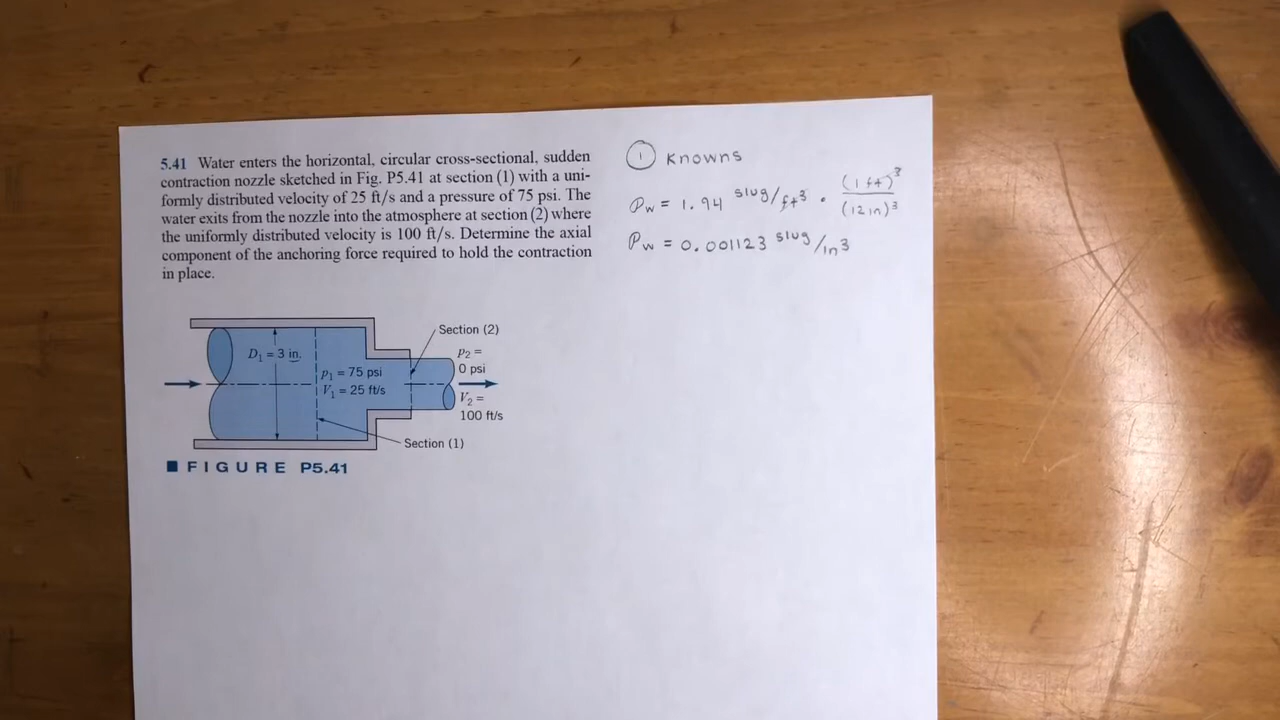 5.41 Water enters the horizontal, circular cross-sectional, sudden
contraction nozzle sketched in Fig. P5.41 at section (1) with a uni-
formly distributed velocity of 25 ft/s and a pressure of 75 psi. The
water exits from the nozzle into the atmosphere at section (2) where
the uniformly distributed velocity is 100 ft/s. Determine the axial
component of the anchoring force required to hold the contraction
in place.
Section (2)
D₁ = 3 in.
p₁ = 75 psi
V₁ = 25 ft/s
p₂ =
0 psi
V₂ =
100 ft/s
Section (1)
FIGURE P5.41
① Knowns
ρw = 1.94 slug/ft³ · (1 ft)³/(12 in)³
ρw = 0.001123 slug/in³